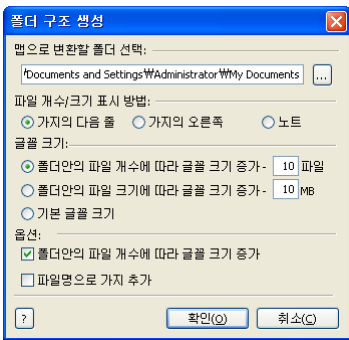 폴더 구조 생성
맵으로 변환할 폴더 선택:
Documents and Settings₩Administrator₩My Documents ...
파일 개수/크기 표시 방법:
가지의 다음 줄 가지의 오른쪽 노트
글꼴 크기:
폴더안의 파일 개수에 따라 글꼴 크기 증가 - 10 파일
폴더안의 파일 크기에 따라 글꼴 크기 증가 - 10 MB
기본 글꼴 크기
옵션:
폴더안의 파일 개수에 따라 글꼴 크기 증가
파일명으로 가지 추가
? 확인(O) 취소(C)